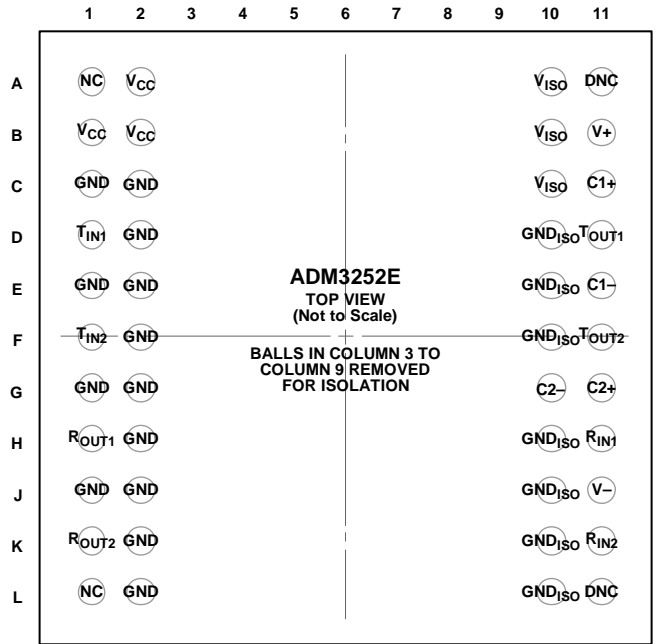 1 2 3 4 5 6 7 8 9 10 11
A NC VCC VISO DNC
B VCC VCC VISO V+
C GND GND VISO C1+
D TIN1 GND GNDISO TOUT1
E GND GND GNDISO C1–
ADM3252E
TOP VIEW
(Not to Scale)
F TIN2 GND GNDISO TOUT2
BALLS IN COLUMN 3 TO
COLUMN 9 REMOVED
FOR ISOLATION
G GND GND C2– C2+
H ROUT1 GND GNDISO RIN1
J GND GND GNDISO V–
K ROUT2 GND GNDISO RIN2
L NC GND GNDISO DNC